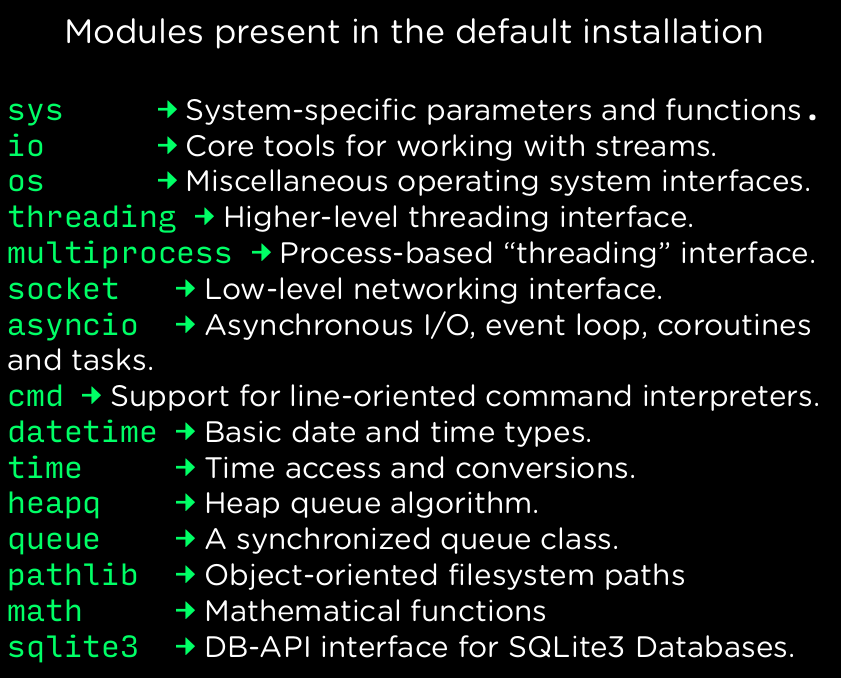 Modules present in the default installation
sys → System-specific parameters and functions.
io → Core tools for working with streams.
os → Miscellaneous operating system interfaces.
threading → Higher-level threading interface.
multiprocess → Process-based “threading” interface.
socket → Low-level networking interface.
asyncio → Asynchronous I/O, event loop, coroutines
and tasks.
cmd → Support for line-oriented command interpreters.
datetime → Basic date and time types.
time → Time access and conversions.
heapq → Heap queue algorithm.
queue → A synchronized queue class.
pathlib → Object-oriented filesystem paths
math → Mathematical functions
sqlite3 → DB-API interface for SQLite3 Databases.